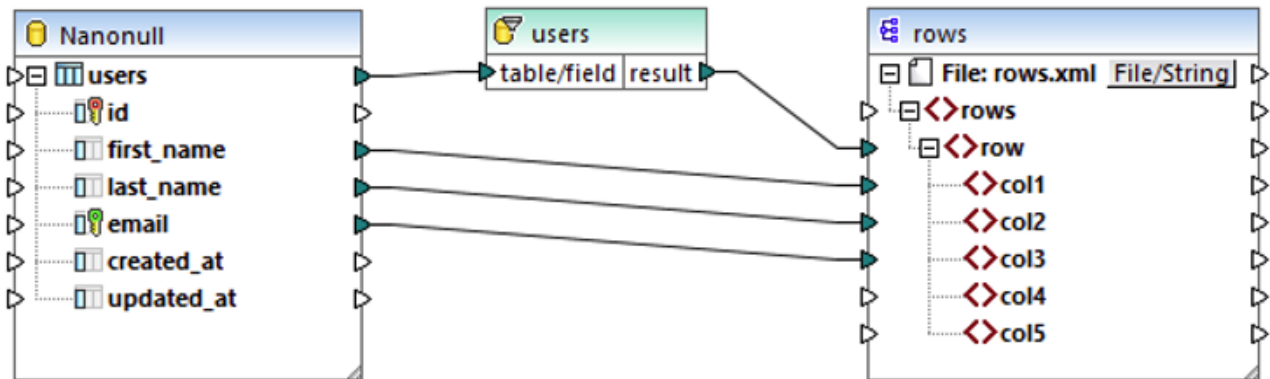 Nanonull
users
id
first_name
last_name
email
created_at
updated_at
users
table/field result
rows
File: rows.xml File/String
rows
row
col1
col2
col3
col4
col5